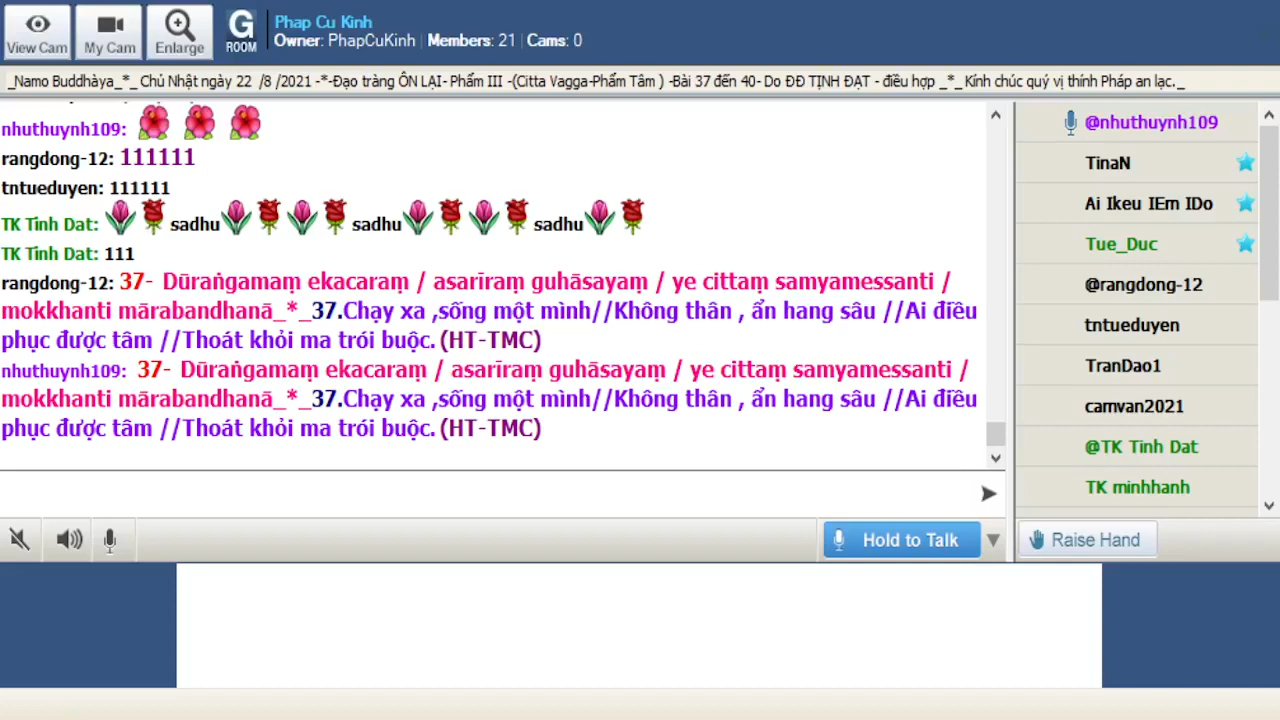 View Cam
My Cam
Enlarge
G
ROOM
Phap Cu Kinh
Owner: PhapCuKinh | Members: 21 | Cams: 0
_Namo Buddhàya_*_ Chủ Nhật ngày 22 /8 /2021 -*-Đạo tràng ÔN LẠI- Phẩm III -(Citta Vagga-Phẩm Tâm ) -Bài 37 đến 40- Do ĐĐ TỊNH ĐẠT - điều hợp _*_Kính chúc quý vị thính Pháp an lạc._
nhuthuynh109:
rangdong-12: 111111
tntueduyen: 111111
TK Tinh Dat: sadhu sadhu sadhu
TK Tinh Dat: 111
rangdong-12: 37- Dūraṅgamaṃ ekacaraṃ / asarīraṃ guhāsayaṃ / ye cittaṃ samyamessanti /
mokkhanti mārabandhanā_*_37.Chạy xa ,sống một mình//Không thân , ẩn hang sâu //Ai điều
phục được tâm //Thoát khỏi ma trói buộc. (HT-TMC)
nhuthuynh109: 37- Dūraṅgamaṃ ekacaraṃ / asarīraṃ guhāsayaṃ / ye cittaṃ samyamessanti /
mokkhanti mārabandhanā_*_37.Chạy xa ,sống một mình//Không thân , ẩn hang sâu //Ai điều
phục được tâm //Thoát khỏi ma trói buộc. (HT-TMC)
@nhuthuynh109
TinaN
Ai Ikeu IEm IDo
Tue_Duc
@rangdong-12
tntueduyen
TranDao1
camvan2021
@TK Tinh Dat
TK minhhanh
Hold to Talk
Raise Hand